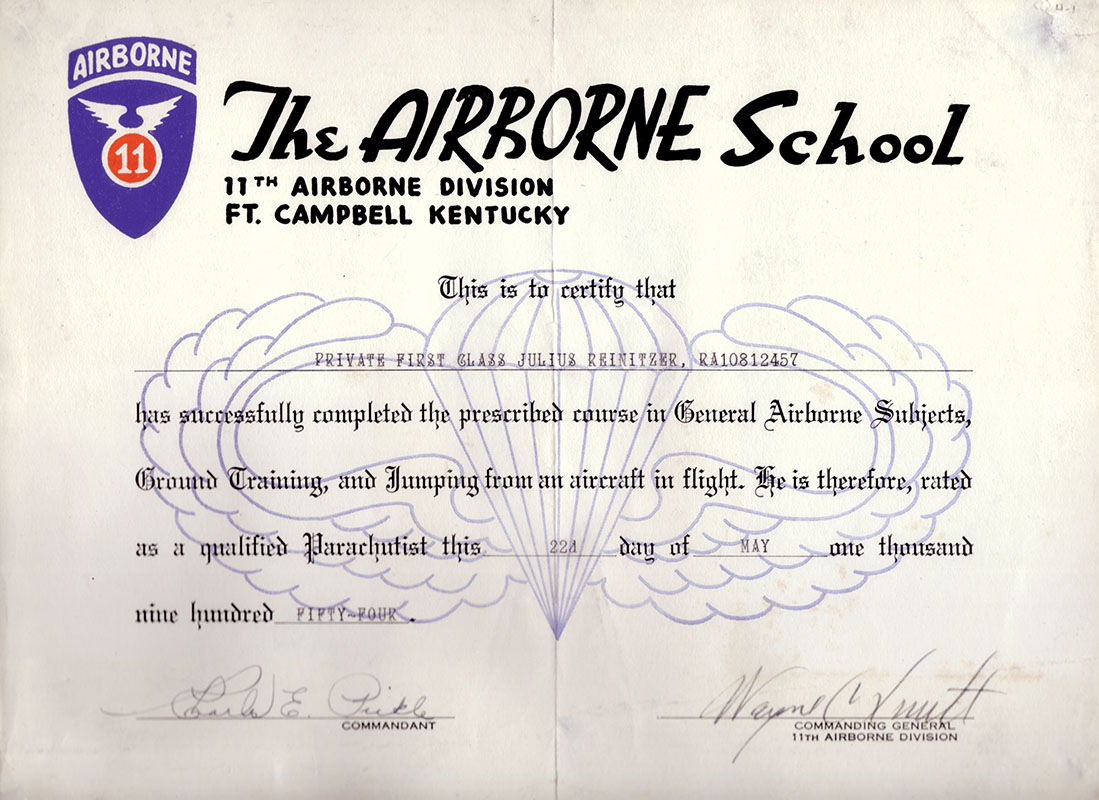 AIRBORNE
11
The AIRBORNE School
11TH AIRBORNE DIVISION
FT. CAMPBELL KENTUCKY
This is to certify that
PRIVATE FIRST CLASS JULIUS REINITZER, RA10812457
has successfully completed the prescribed course in General Airborne Subjects,
Ground Training, and Jumping from an aircraft in flight. He is therefore, rated
as a qualified Parachutist this 22d day of MAY one thousand
nine hundred FIFTY-FOUR.
Charles E. Pickle
Wayne C
COMMANDANT
COMMANDING GENERAL
11TH AIRBORNE DIVISION